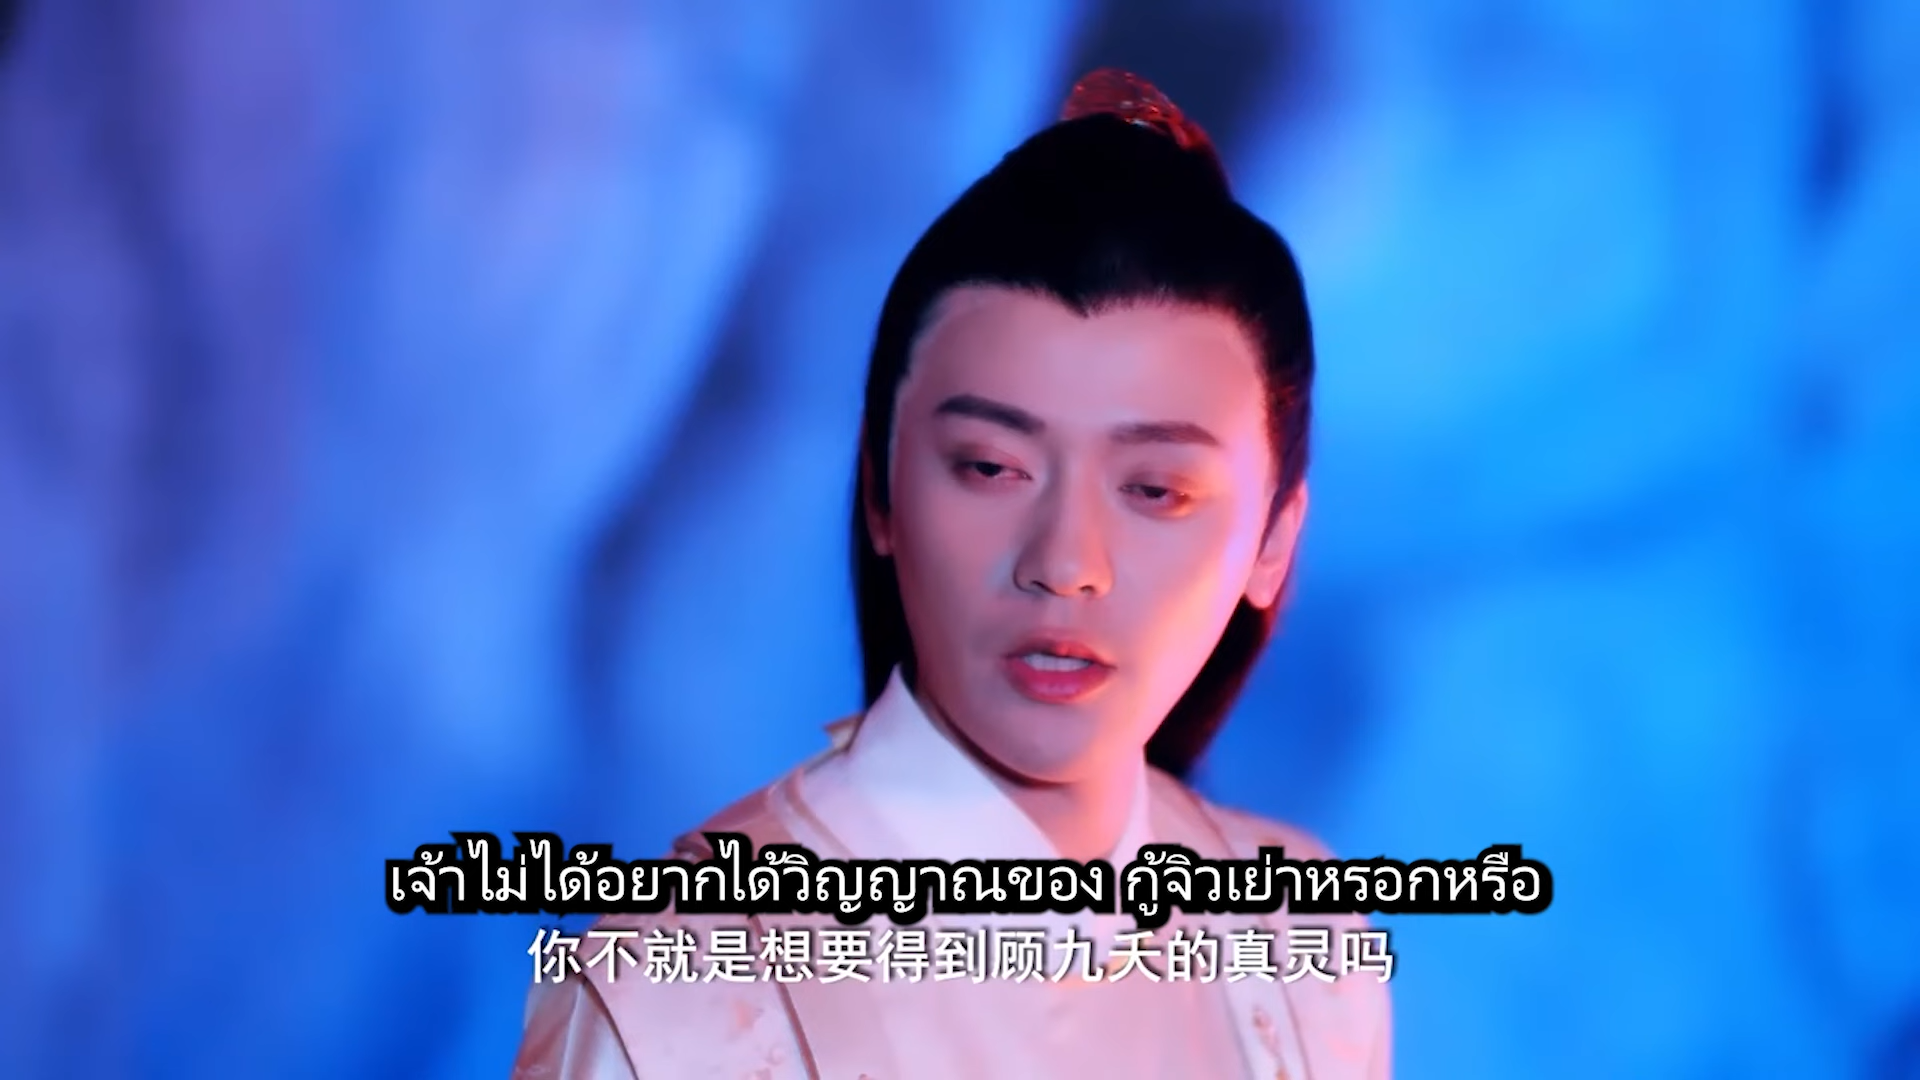 เจ้าไม่ได้อยากได้วิญญาณของ กู้จิวเย่าหรอกหรือ
你不就是想要得到顾九夭的真灵吗